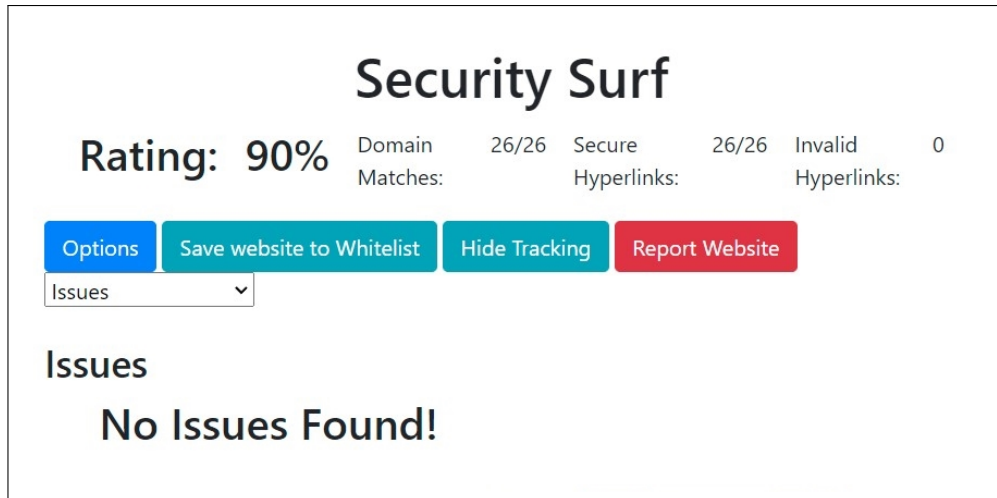 Security Surf
Rating: 90%
Domain Matches: 26/26
Secure Hyperlinks: 26/26
Invalid Hyperlinks: 0
Options
Save website to Whitelist
Hide Tracking
Report Website
Issues
Issues
No Issues Found!